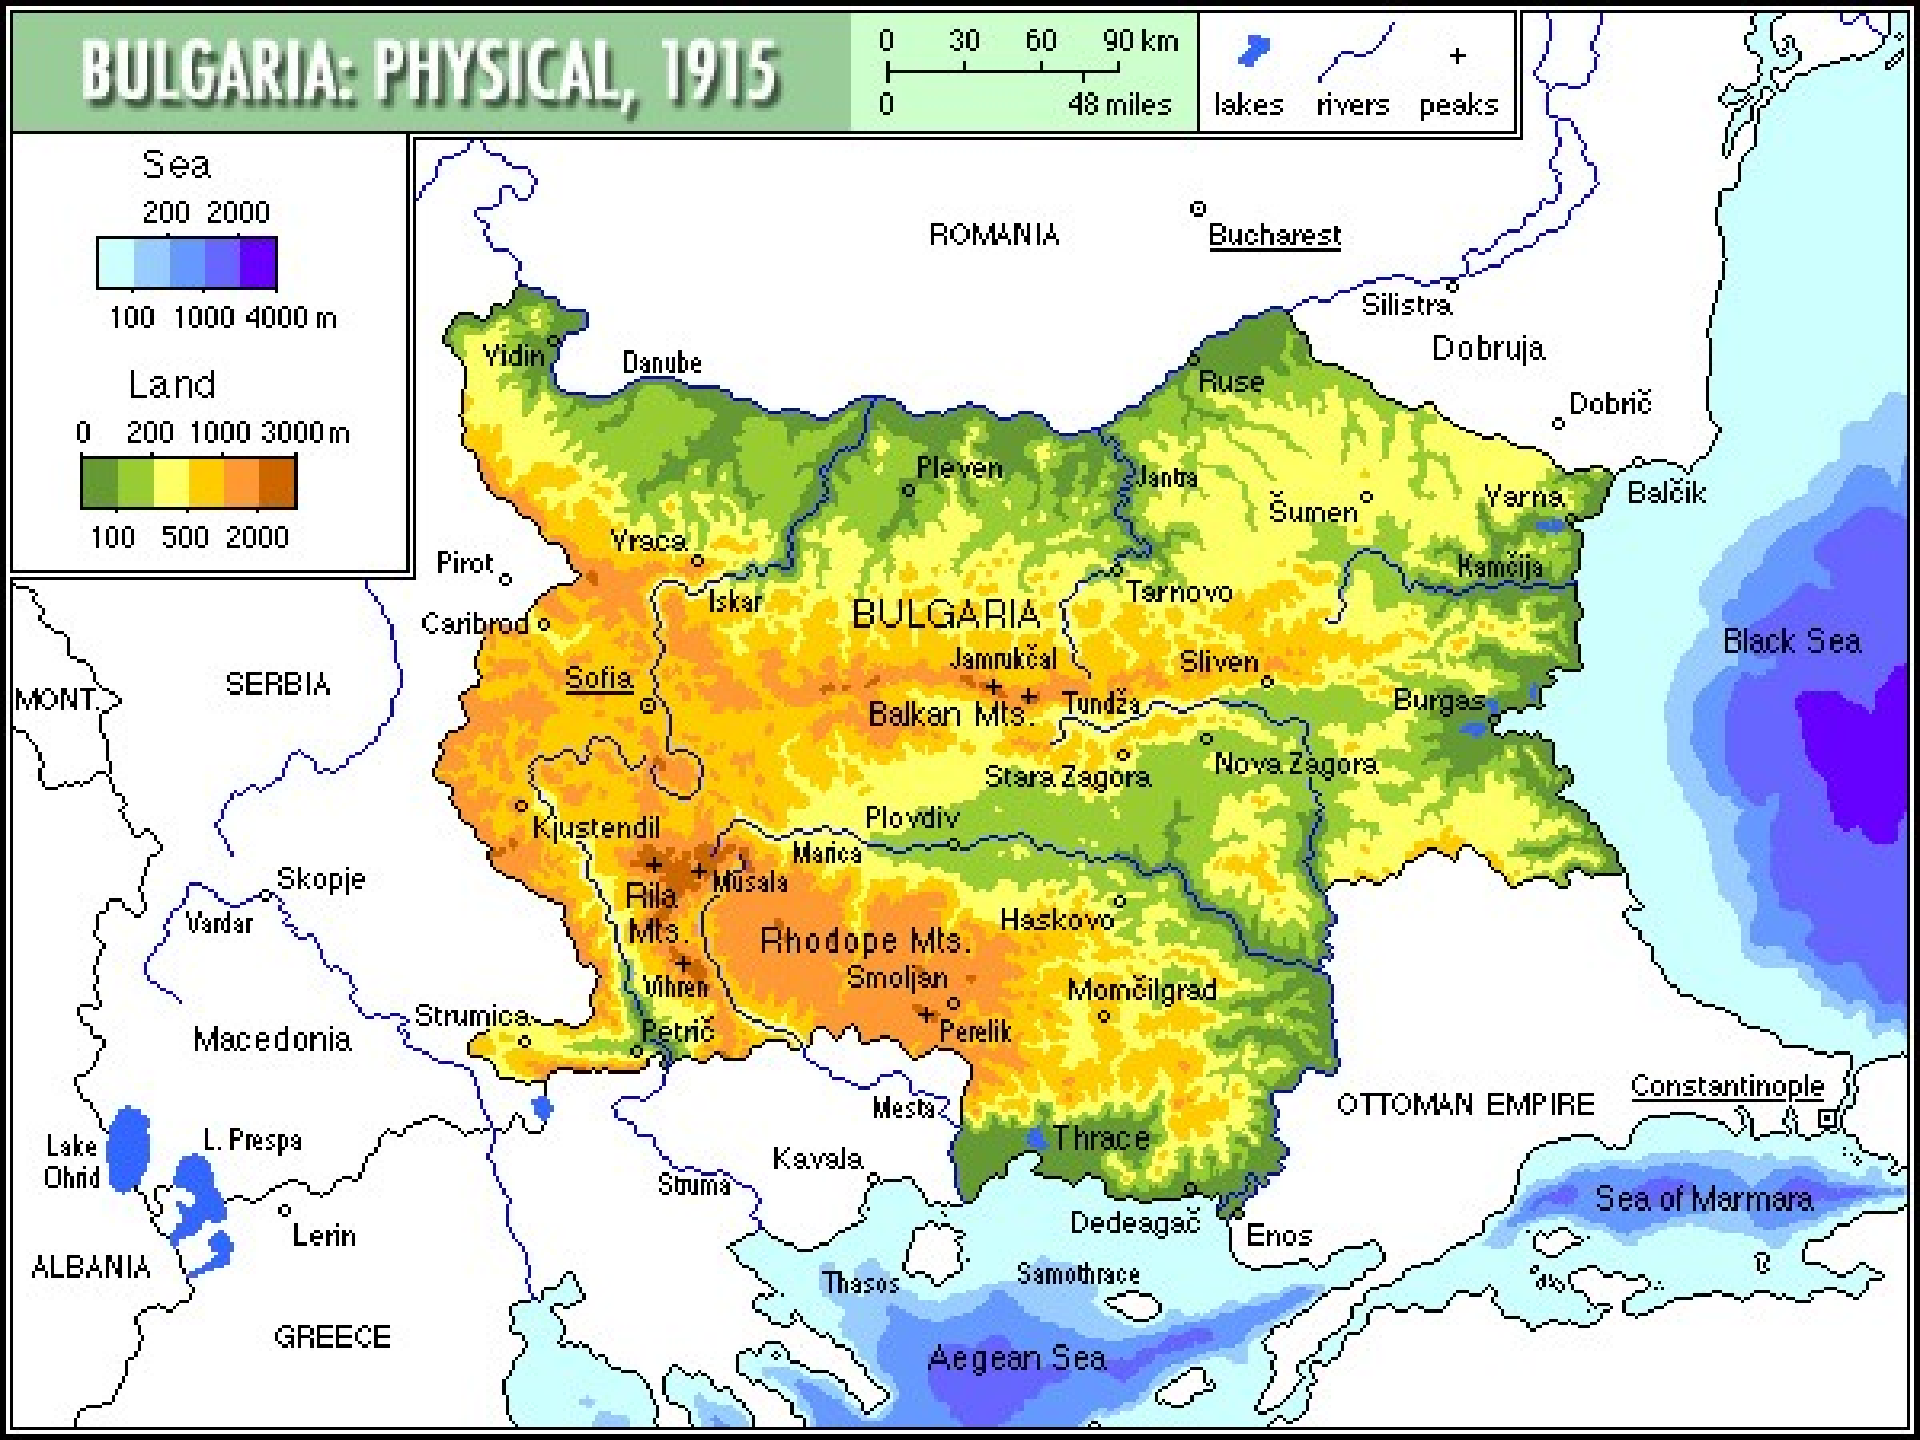 BULGARIA: PHYSICAL, 1915
0 30 60 90 km
0 48 miles
lakes rivers peaks
Sea
200 2000
100 1000 4000 m
Land
0 200 1000 3000 m
100 500 2000
ROMANIA
Bucharest
Silistra
Dobruja
Dobrič
Balčik
Vidin
Danube
Ruse
Pleven
Jantra
Šumen
Varna
Vraca
Pirot
Kamčija
Iskar
Tarnovo
Caribrod
BULGARIA
Black Sea
Jamrukčal
Sliven
Sofia
SERBIA
MONT.
Balkan Mts.
Tundža
Burgas
Stara Zagora
Nova Zagora
Plovdiv
Kjustendil
Marica
Musala
Skopje
Vardar
Rila
Mts.
Haskovo
Rhodope Mts.
Smoljan
Vihren
Momčilgrad
Strumica
Petrič
Perelik
Macedonia
Mesta
OTTOMAN EMPIRE
Constantinople
Lake
Ohrid
L. Prespa
Thrace
Kavala
Struma
Sea of Marmara
Lerin
Dedeagač
Enos
ALBANIA
Thasos
Samothrace
GREECE
Aegean Sea